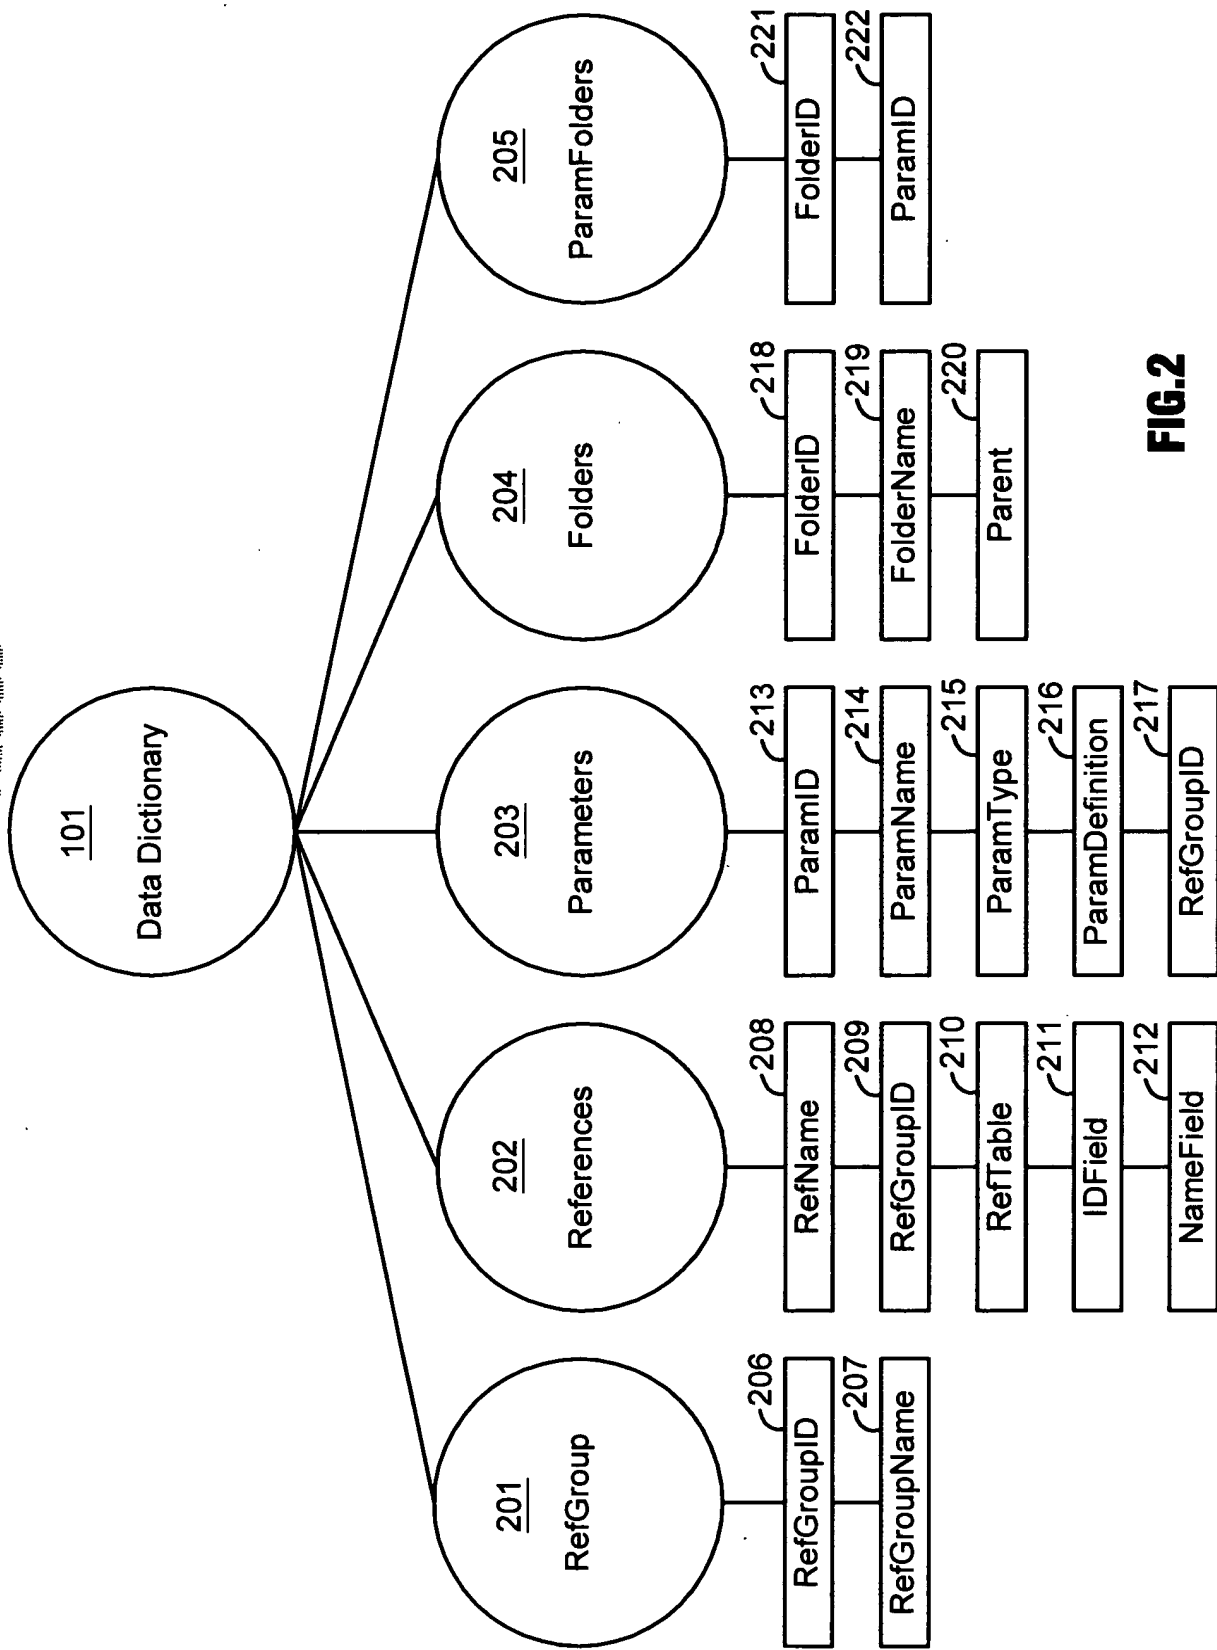 101
Data Dictionary
201
RefGroup
202
References
203
Parameters
204
Folders
205
ParamFolders
206
RefGroupID
207
RefGroupName
208
RefName
209
RefGroupID
210
RefTable
211
IDField
212
NameField
213
ParamID
214
ParamName
215
ParamType
216
ParamDefinition
217
RefGroupID
218
FolderID
219
FolderName
220
Parent
221
FolderID
222
ParamID
FIG.2